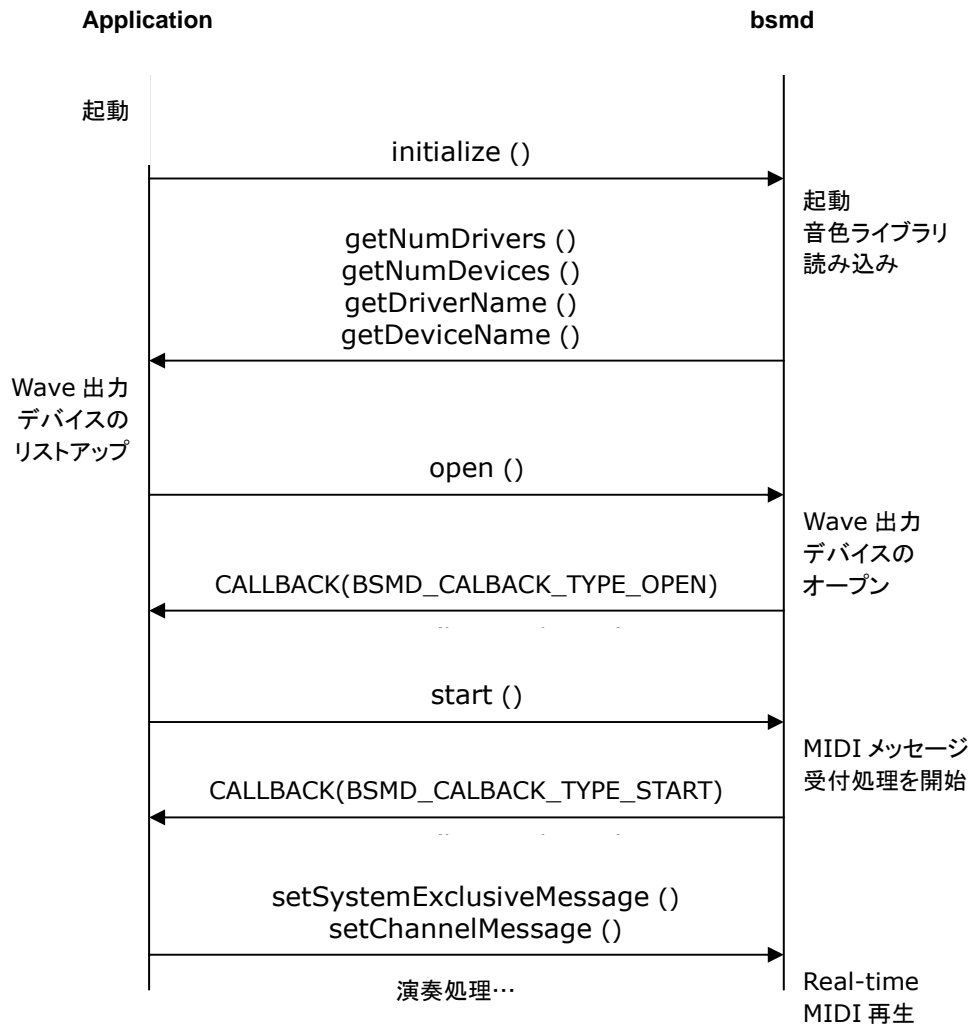 Application
bsmd
起動
initialize ()
起動
音色ライブラリ
読み込み
getNumDrivers ()
getNumDevices ()
getDriverName ()
getDeviceName ()
Wave 出力
デバイスの
リストアップ
open ()
Wave 出力
デバイスの
オープン
CALLBACK(BSMD_CALBACK_TYPE_OPEN)
start ()
MIDI メッセージ
受付処理を開始
CALLBACK(BSMD_CALBACK_TYPE_START)
setSystemExclusiveMessage ()
setChannelMessage ()
演奏処理…
Real-time
MIDI 再生